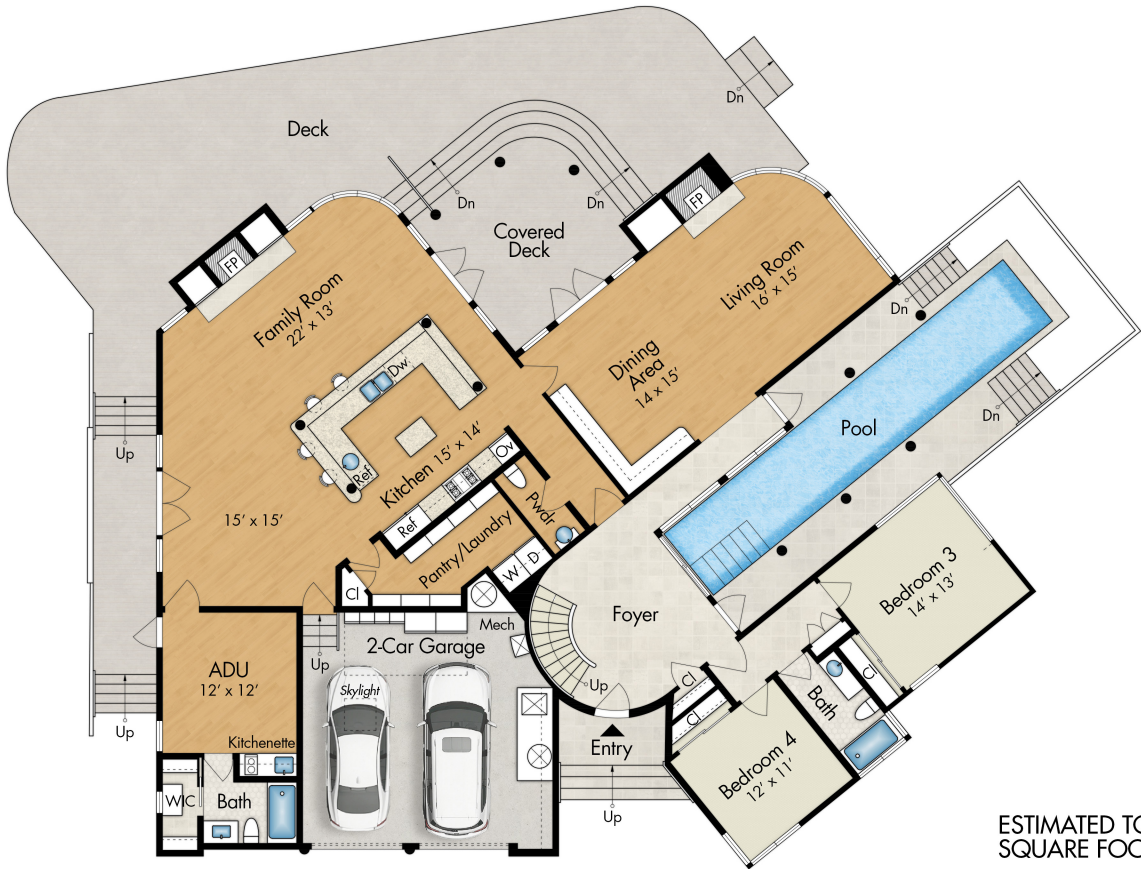 Deck
Dn
Dn
Dn
Covered
Deck
FP
FP
Family Room
22' x 13'
Living Room
16' x 15'
Dn
Dining
Area
14 x 15'
Dw.
Pool
Dn
Up
Kitchen 15' x 14'
Ov
Ref
Ref
15' x 15'
Pwdr
Pantry/Laundry
W-D
Cl
Bedroom 3
14' x 13'
Foyer
Mech
2-Car Garage
Up
ADU
12' x 12'
Skylight
Up
Cl
Cl
Cl
Bath
Up
Kitchenette
Entry
Bedroom 4
12' x 11'
WIC
Bath
Up
ESTIMATED TO
SQUARE FOO